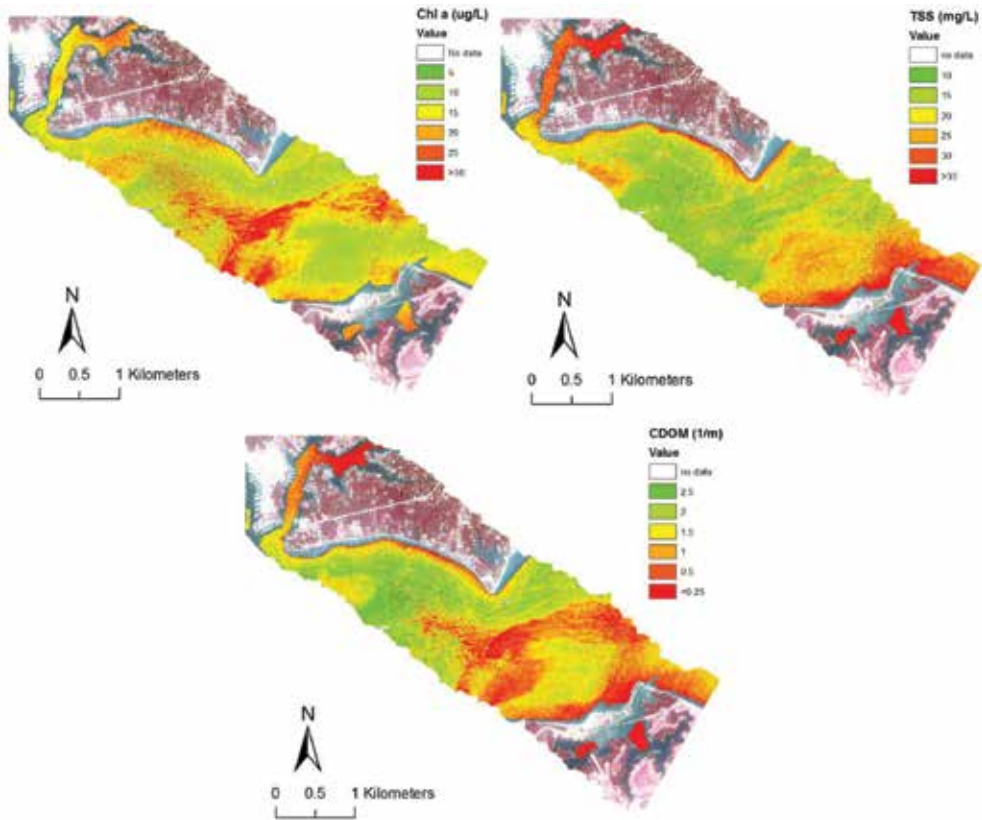 Chl a (ug/L)
Value
No data
5
10
15
20
25
>30
N
0 0.5 1 Kilometers
TSS (mg/L)
Value
no data
10
15
20
25
30
N
0 0.5 1 Kilometers
CDOM (1/m)
Value
no data
2.5
2
1.5
1
0.5
<0.25
N
0 0.5 1 Kilometers